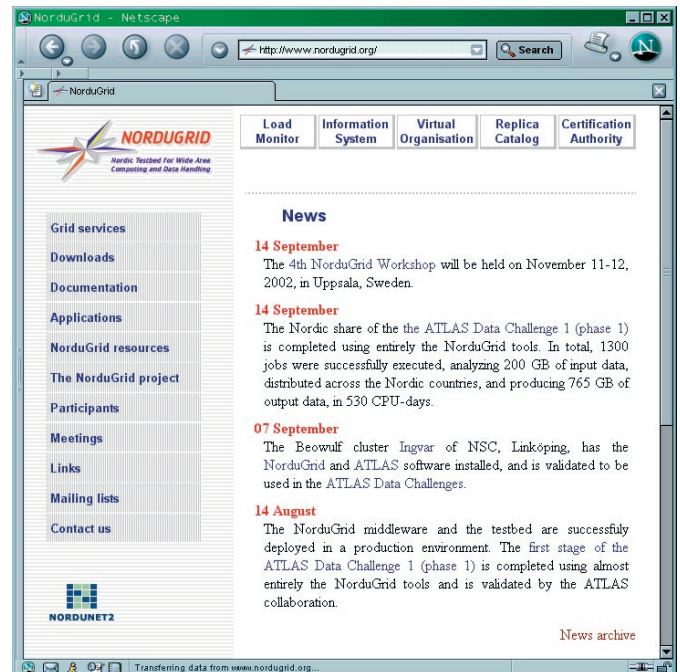 NorduGrid - Netscape
http://www.nordugrid.org/
Search
N
NorduGrid
NORDUGRID
Nordic Testbed for Wide Area
Computing and Data Handling
Load
Monitor
Information
System
Virtual
Organisation
Replica
Catalog
Certification
Authority
Grid services
Downloads
Documentation
Applications
NorduGrid resources
The NorduGrid project
Participants
Meetings
Links
Mailing lists
Contact us
NORDUNET2
News
14 September
The 4th NorduGrid Workshop will be held on November 11-12,
2002, in Uppsala, Sweden.
14 September
The Nordic share of the the ATLAS Data Challenge 1 (phase 1)
is completed using entirely the NorduGrid tools. In total, 1300
jobs were successfully executed, analyzing 200 GB of input data,
distributed across the Nordic countries, and producing 765 GB of
output data, in 530 CPU-days.
07 September
The Beowulf cluster Ingvar of NSC, Linköping, has the
NorduGrid and ATLAS software installed, and is validated to be
used in the ATLAS Data Challenges.
14 August
The NorduGrid middleware and the testbed are successfuly
deployed in a production environment. The first stage of the
ATLAS Data Challenge 1 (phase 1) is completed using almost
entirely the NorduGrid tools and is validated by the ATLAS
collaboration.
News archive
Transferring data from www.nordugrid.org...